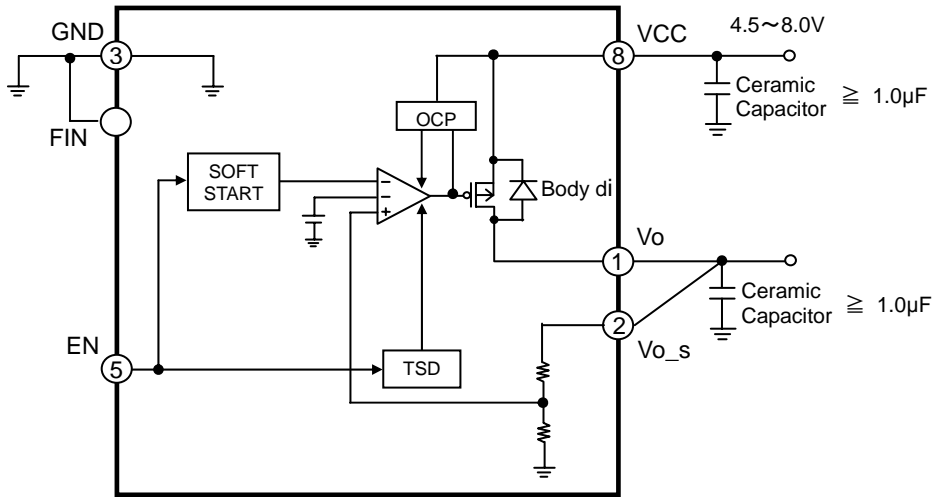 GND
3
FIN
VCC
8
4.5～8.0V
Ceramic
Capacitor ≧ 1.0µF
OCP
SOFT
START
−
−
+
Body di
Vo
1
Ceramic
Capacitor ≧ 1.0µF
2
Vo_s
EN
5
TSD